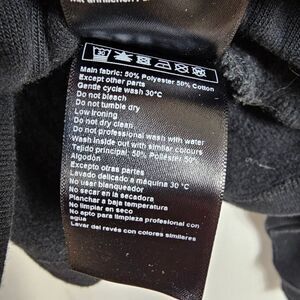 Main fabric: 50% Polyester 50% Cotton
Except other parts
Gentle cycle wash 30°C
Do not bleach
Do not tumble dry
Low ironing
Do not dry clean
Do not professional wash with water
Wash inside out with similar colours
Tejido principal: 50% Poliéster 50%
Algodón
Excepto otras partes
Lavado delicado a máquina 30 °C
No usar blanqueador
No secar en la secadora
Planchar a baja temperatura
No limpiar en seco
No apto para limpieza profesional con
agua
Lavar del revés con colores similares